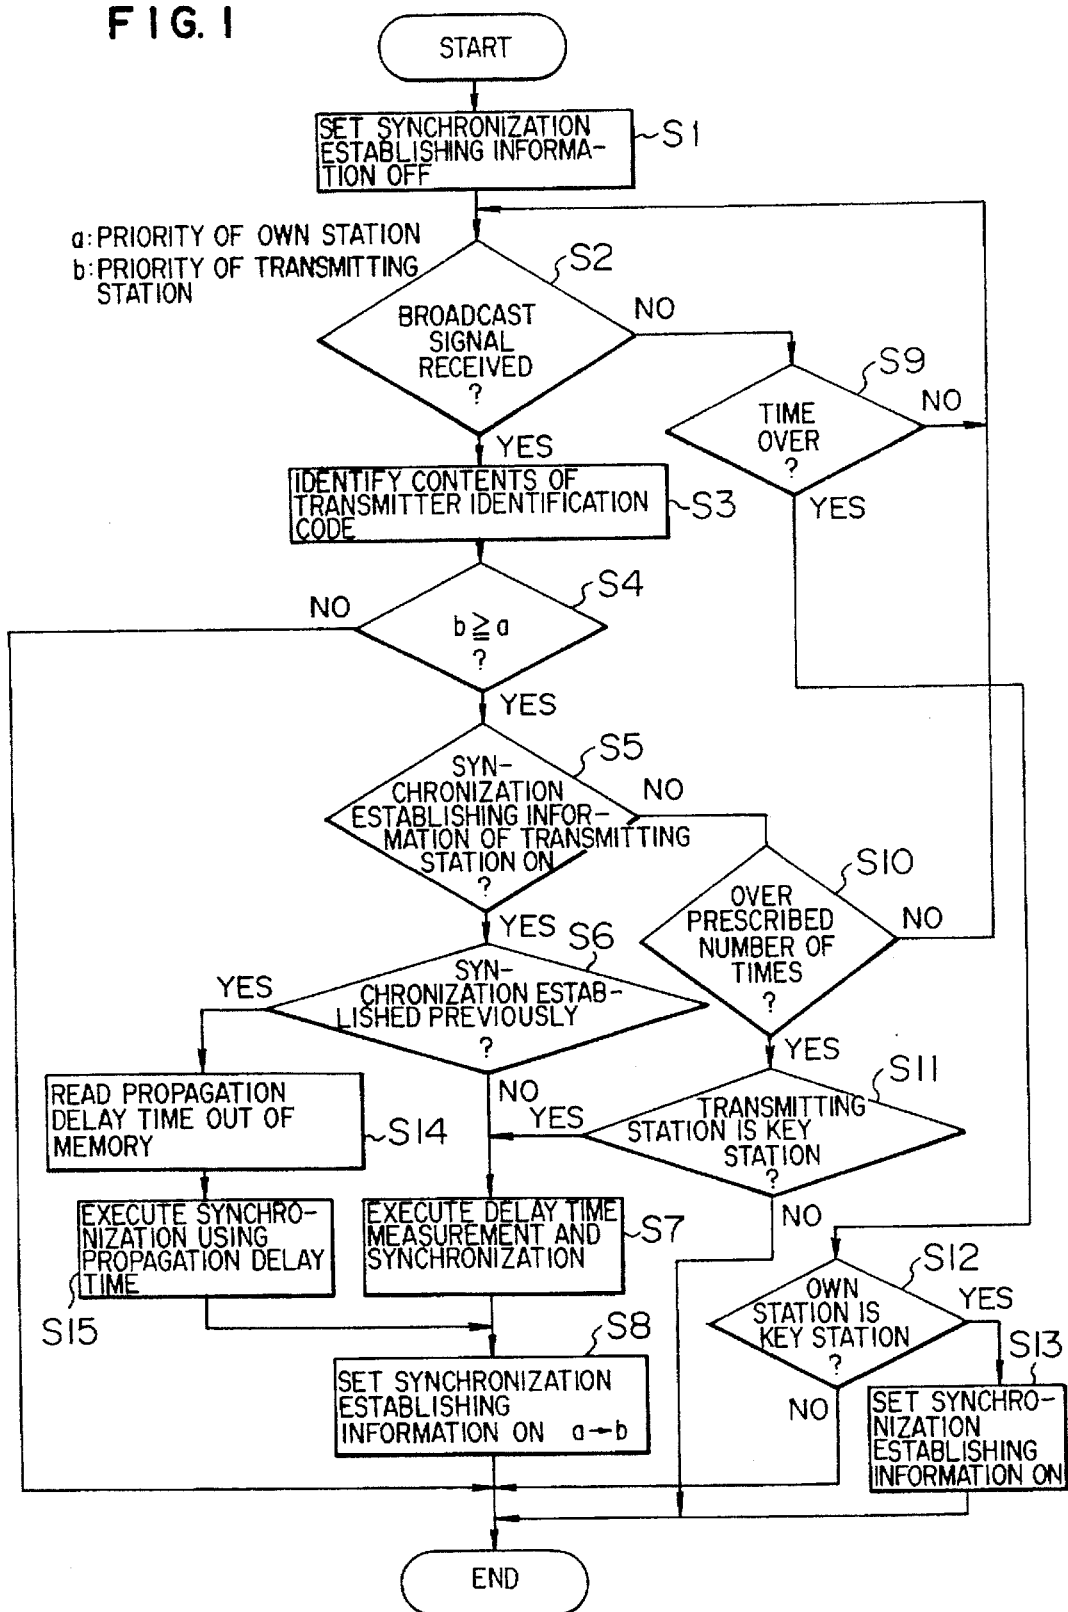 FIG. 1
START
SET SYNCHRONIZATION
ESTABLISHING INFORMA-
TION OFF
S1
a: PRIORITY OF OWN STATION
b: PRIORITY OF TRANSMITTING
STATION
S2
BROADCAST
SIGNAL
RECEIVED
?
NO
YES
S9
TIME
OVER
?
NO
YES
IDENTIFY CONTENTS OF
TRANSMITTER IDENTIFICATION
CODE
S3
S4
b ≧ a
?
NO
YES
S5
SYN-
CHRONIZATION
ESTABLISHING INFOR-
MATION OF TRANSMITTING
STATION ON
?
NO
YES
S10
OVER
PRESCRIBED
NUMBER OF
TIMES
?
NO
YES
S6
SYN-
CHRONIZATION ESTAB-
LISHED PREVIOUSLY
?
YES
NO
S11
TRANSMITTING
STATION IS KEY
STATION
?
YES
NO
READ PROPAGATION
DELAY TIME OUT OF
MEMORY
S14
EXECUTE SYNCHRO-
NIZATION USING
PROPAGATION DELAY
TIME
S15
EXECUTE DELAY TIME
MEASUREMENT AND
SYNCHRONIZATION
S7
S12
OWN
STATION IS
KEY STATION
?
YES
NO
S13
SET SYNCHRO-
NIZATION
ESTABLISHING
INFORMATION ON
S8
SET SYNCHRONIZATION
ESTABLISHING
INFORMATION ON a→b
END